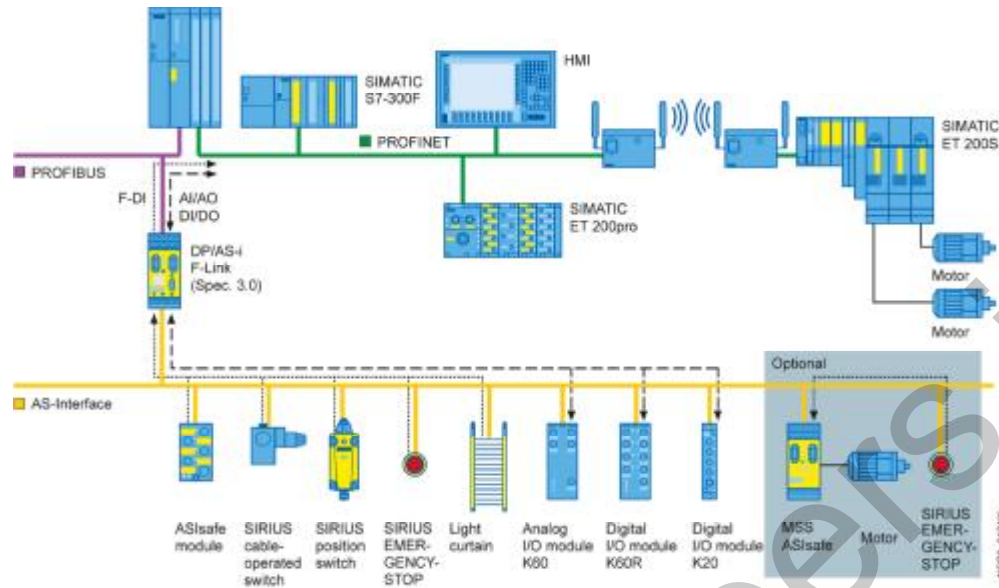 HMI
SIMATIC
S7-300F
SIMATIC
ET 200S
PROFINET
PROFIBUS
F-DI
AI/AO
DI/DO
SIMATIC
ET 200pro
DP/AS-i
F-Link
(Spec. 3.0)
Motor
Motor
Optional
AS-Interface
ASIsafe
module
SIRIUS
cable-
operated
switch
SIRIUS
position
switch
SIRIUS
EMER-
GENCY-
STOP
Light
curtain
Analog
I/O module
K60
Digital
I/O module
K60R
Digital
I/O module
K20
MSS
ASIsafe
Motor
SIRIUS
EMER-
GENCY-
STOP